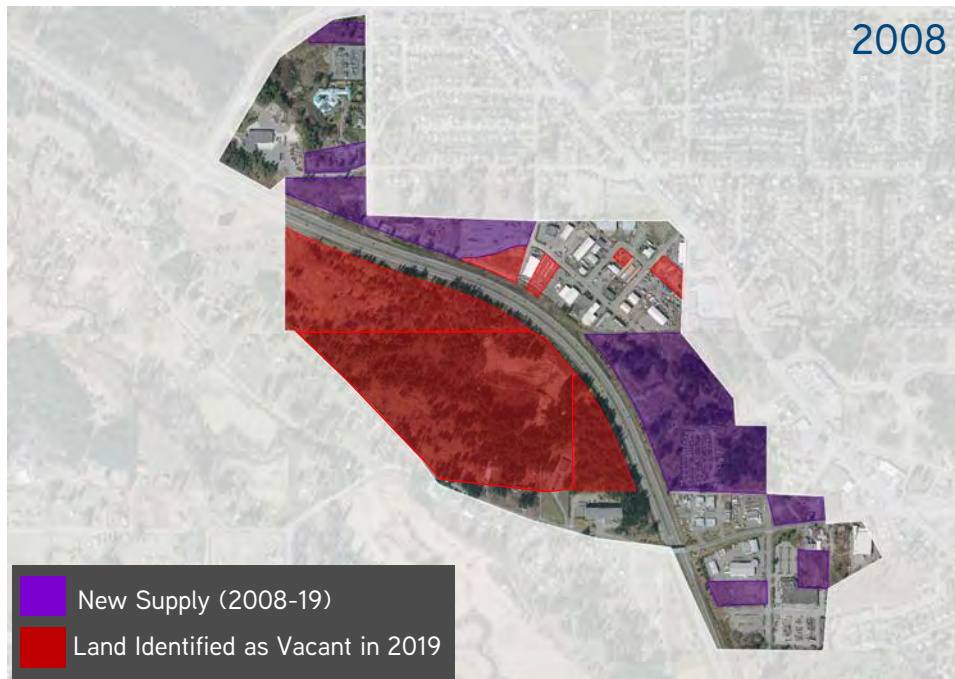 2008
New Supply (2008-19)
Land Identified as Vacant in 2019